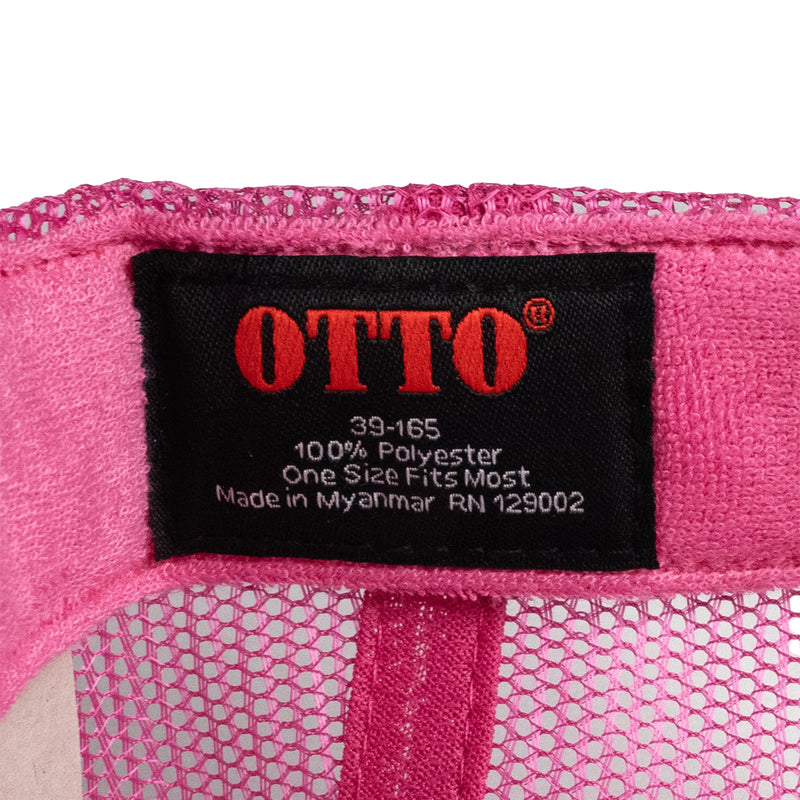 OTTO®
39-165
100% Polyester
One Size Fits Most
Made in Myanmar RN 129002